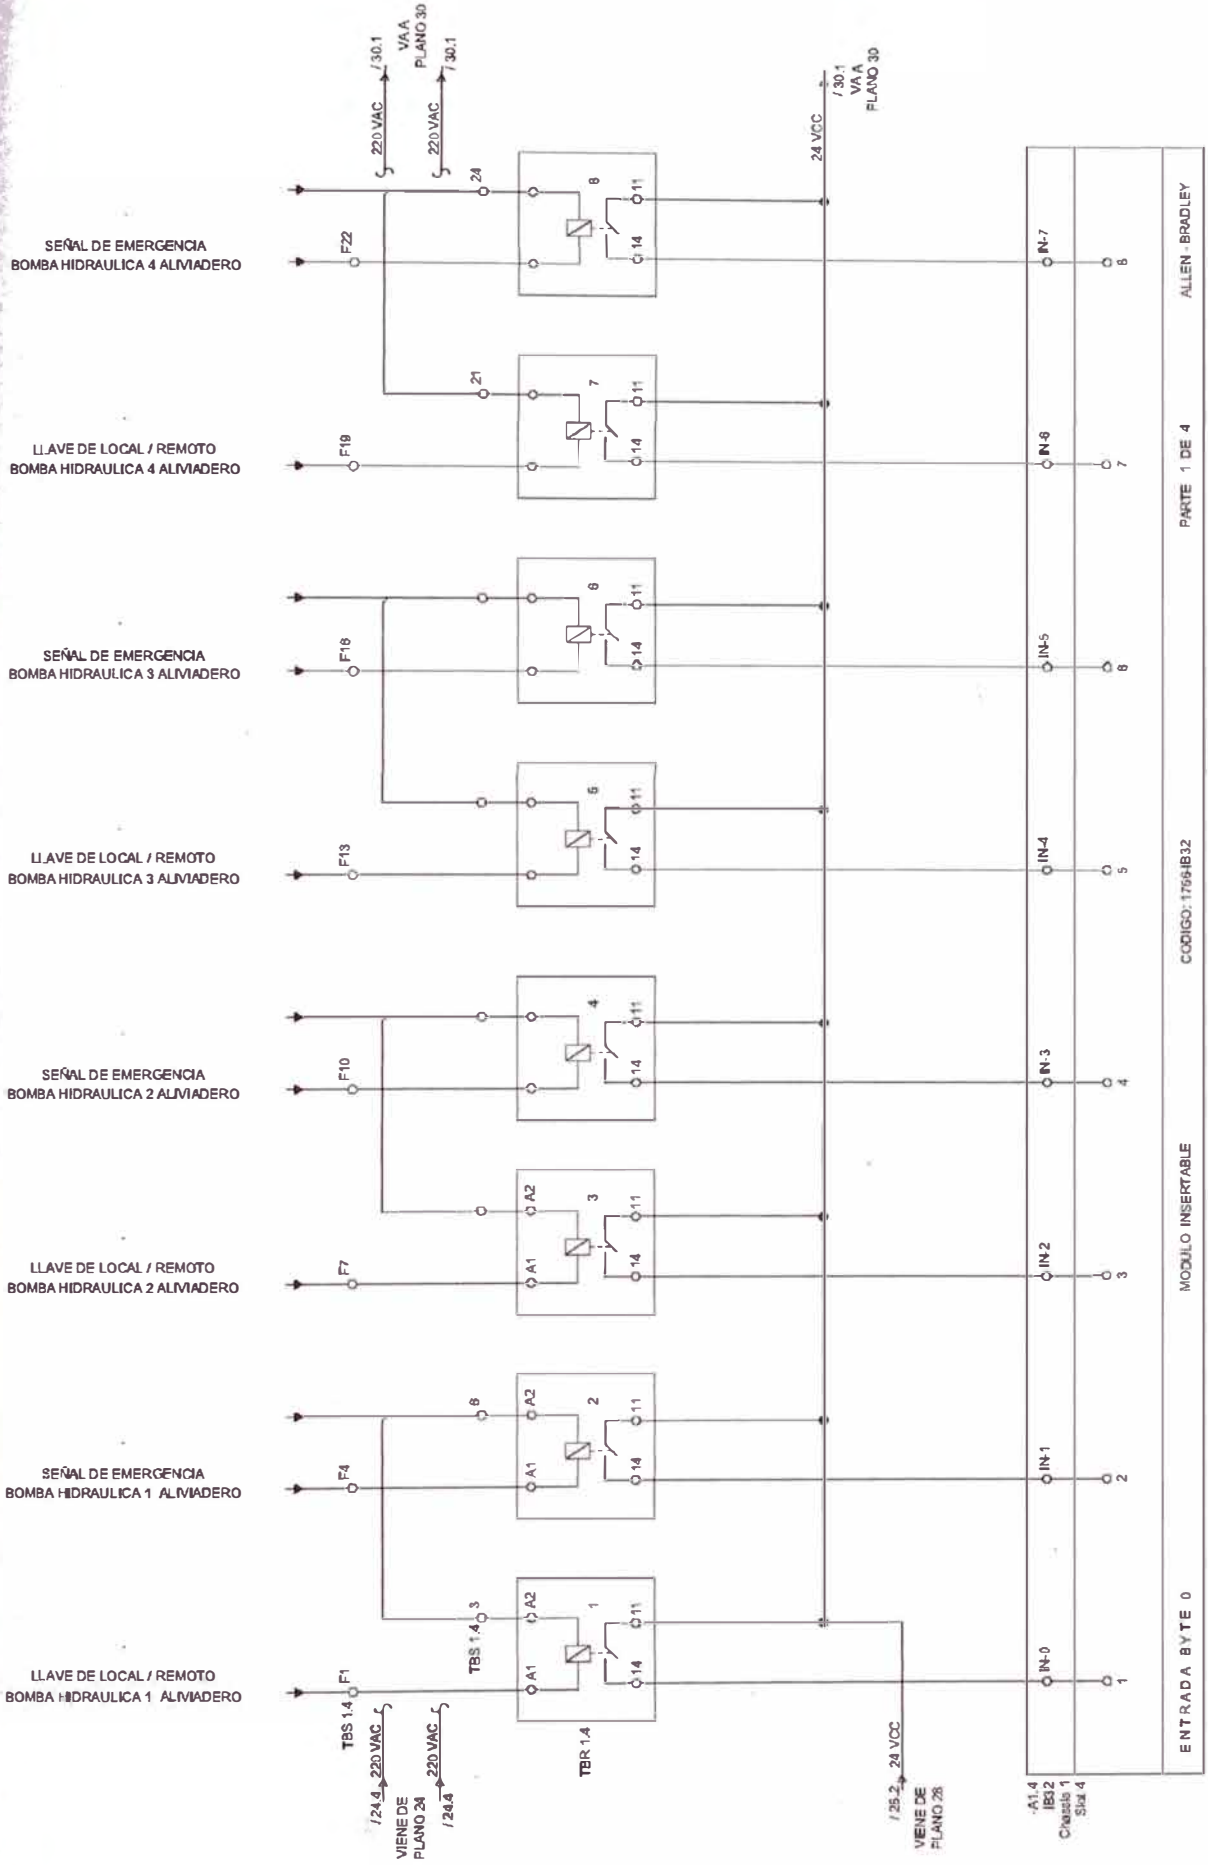 /30.1
VA A
PLANO 30
/30.1
220 VAC
220 VAC
/30.1
VA A
PLANO 30
24 VCC
SEÑAL DE EMERGENCIA
BOMBA HIDRAULICA 4 ALIVIADERO
F22
24
8
11
14
IN-7
8
LLAVE DE LOCAL / REMOTO
BOMBA HIDRAULICA 4 ALIVIADERO
F19
21
7
11
14
IN-6
7
SEÑAL DE EMERGENCIA
BOMBA HIDRAULICA 3 ALIVIADERO
F16
6
11
14
IN-5
6
LLAVE DE LOCAL / REMOTO
BOMBA HIDRAULICA 3 ALIVIADERO
F13
5
11
14
IN-4
5
SEÑAL DE EMERGENCIA
BOMBA HIDRAULICA 2 ALIVIADERO
F10
4
11
14
IN-3
4
LLAVE DE LOCAL / REMOTO
BOMBA HIDRAULICA 2 ALIVIADERO
F7
A2
A1
3
11
14
IN-2
3
SEÑAL DE EMERGENCIA
BOMBA HIDRAULICA 1 ALIVIADERO
F4
6
A2
A1
2
11
14
IN-1
2
LLAVE DE LOCAL / REMOTO
BOMBA HIDRAULICA 1 ALIVIADERO
F1
TBS 1.4
TBS 1.4
3
A2
A1
1
11
14
IN-0
1
TBR 1.4
/24.4
220 VAC
VIENE DE
PLANO 24
/24.4
220 VAC
24 VCC
VIENE DE
PLANO 28
-A1.4
IB32
Chassis 1
Slot 4
ENTRADA BYTE 0
MODULO INSERTABLE
CODIGO: 1756-IB32
PARTE 1 DE 4
ALLEN - BRADLEY